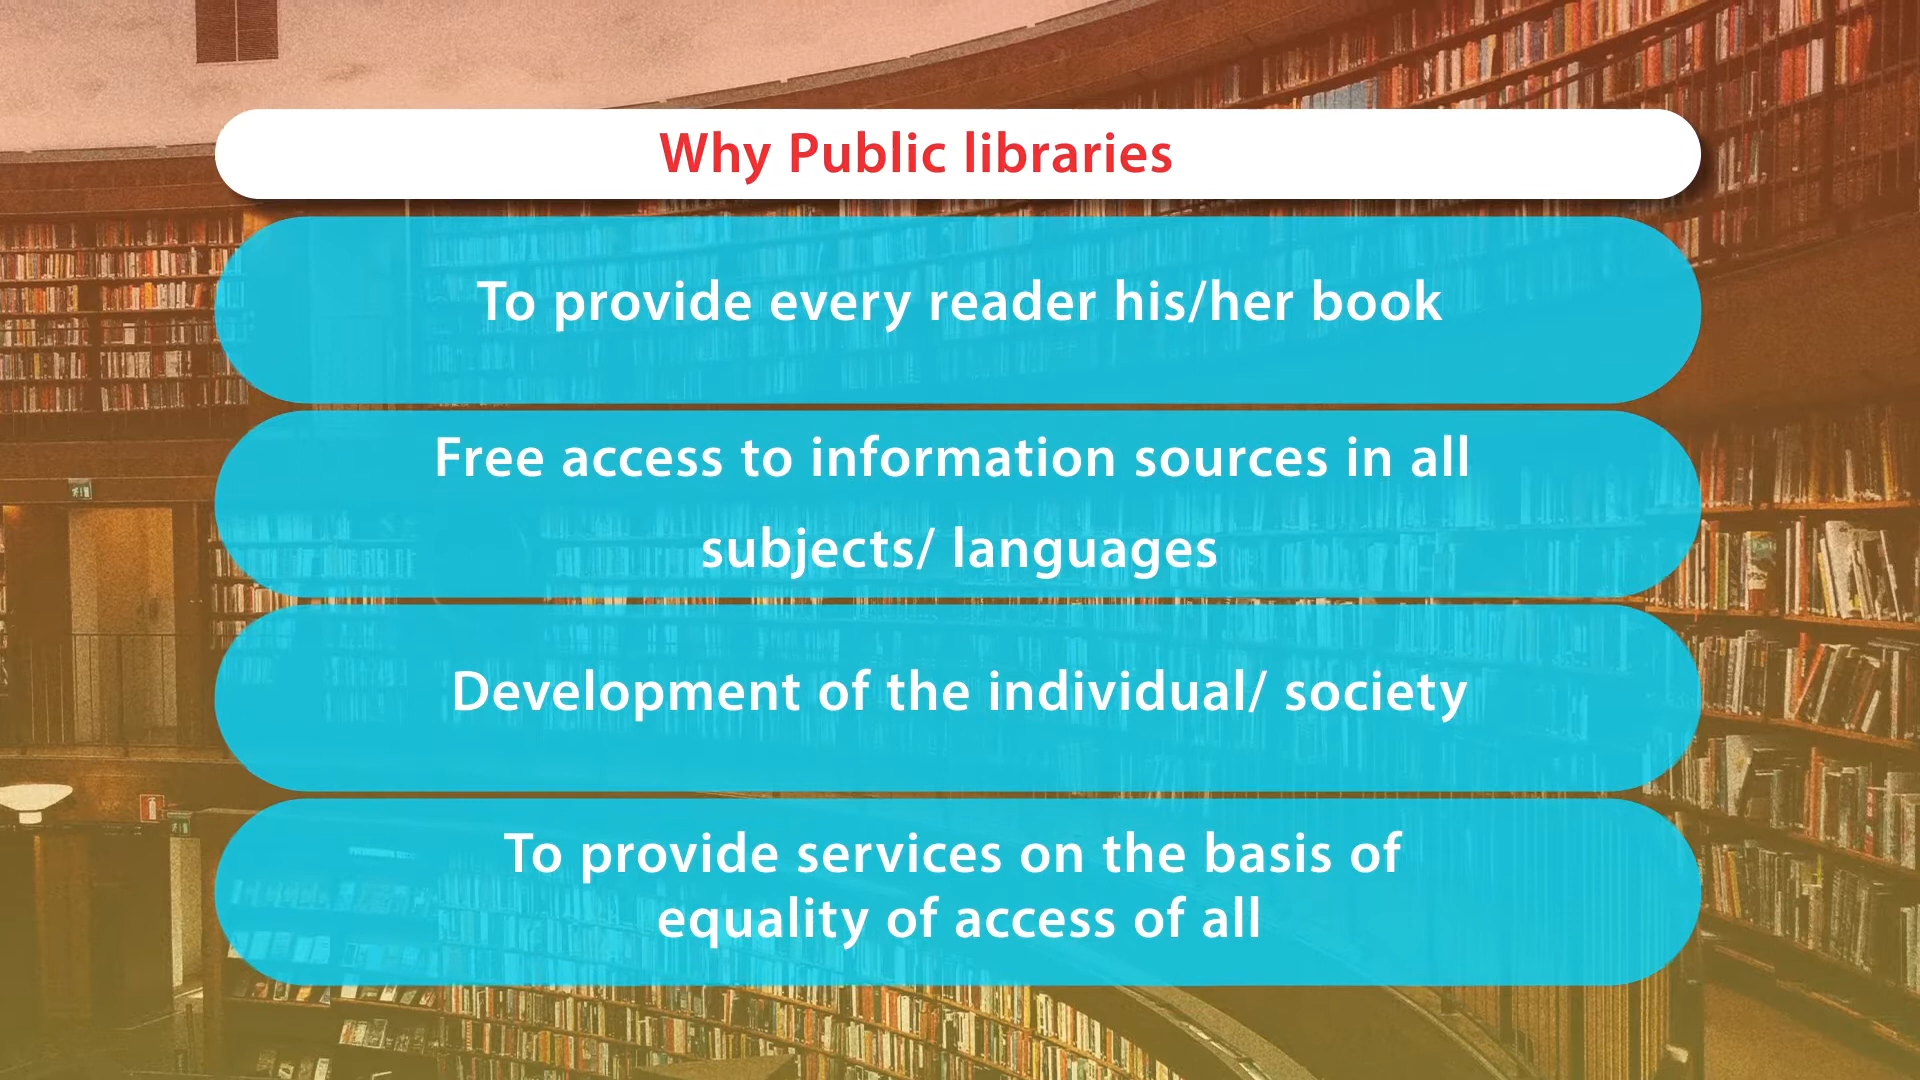 Why Public libraries
To provide every reader his/her book
Free access to information sources in all
subjects/ languages
Development of the individual/ society
To provide services on the basis of
equality of access of all